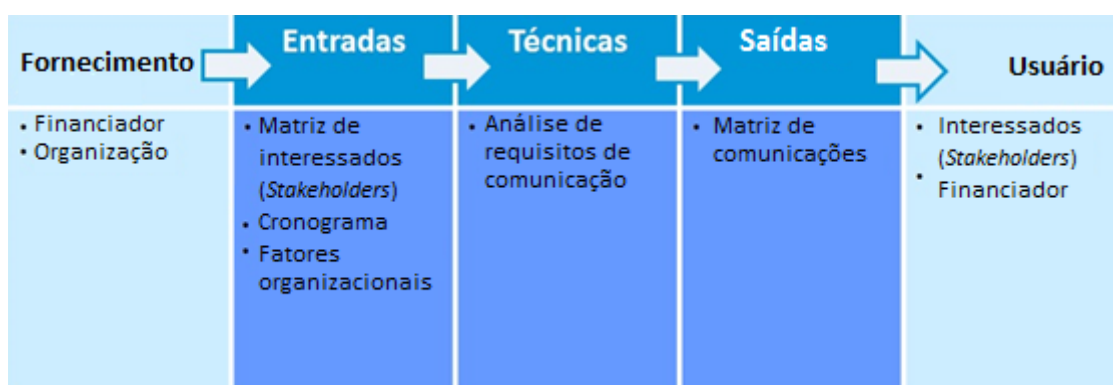 Fornecimento
Entradas
Técnicas
Saídas
Usuário
• Financiador
• Organização
• Matriz de
interessados
(Stakeholders)
• Cronograma
• Fatores
organizacionais
• Análise de
requisitos de
comunicação
• Matriz de
comunicações
• Interessados
(Stakeholders)
• Financiador